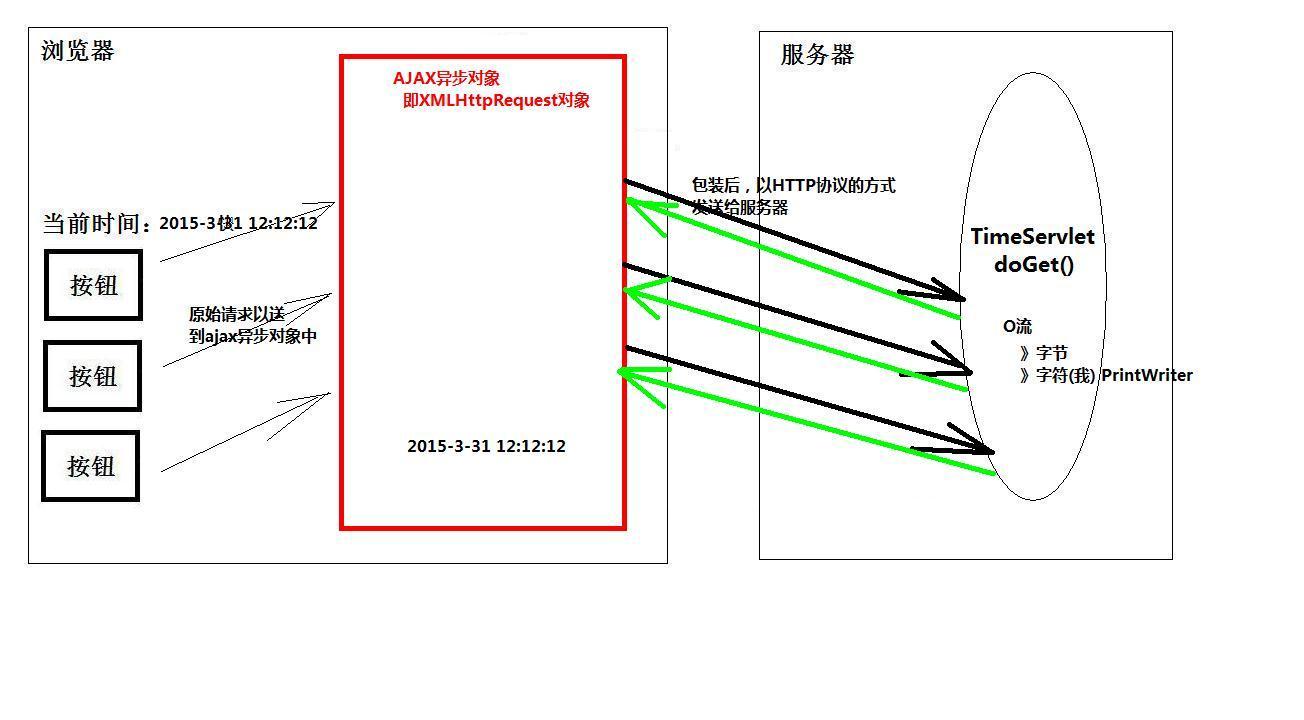 浏览器
AJAX异步对象
即XMLHttpRequest对象
服务器
包装后，以HTTP协议的方式
发送给服务器
当前时间：2015-3-31 12:12:12
按钮
原始请求以送
到ajax异步对象中
按钮
按钮
2015-3-31 12:12:12
TimeServlet
doGet()
O流
》字节
》字符(我) PrintWriter